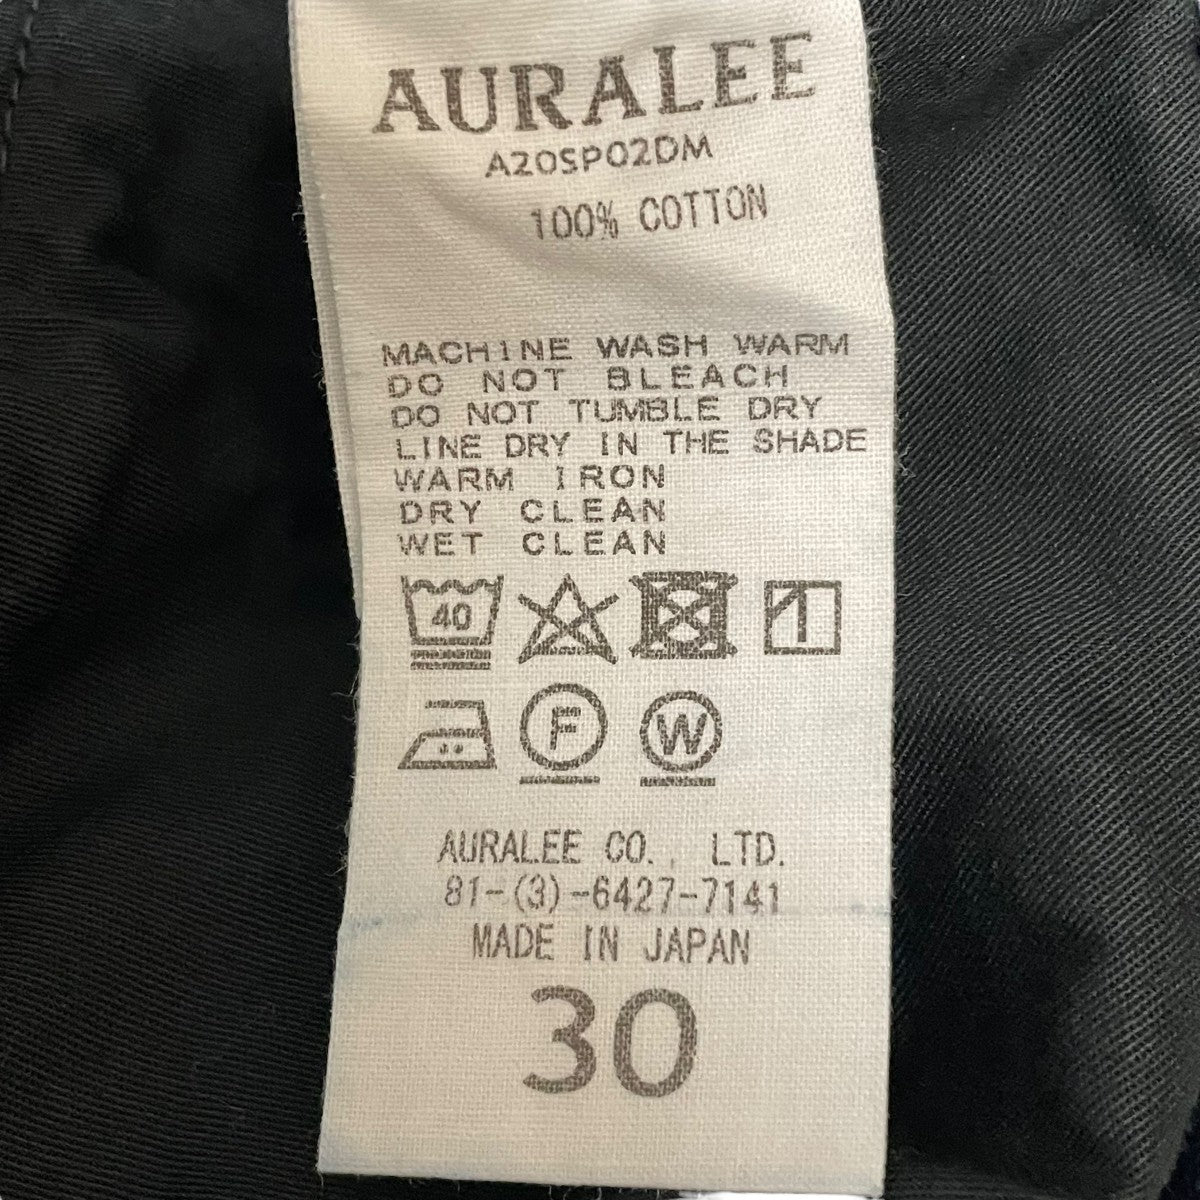 AURALEE
A20SP02DM
100% COTTON
MACHINE WASH WARM
DO NOT BLEACH
DO NOT TUMBLE DRY
LINE DRY IN THE SHADE
WARM IRON
DRY CLEAN
WET CLEAN
40
F W
AURALEE CO., LTD.
81-(3)-6427-7141
MADE IN JAPAN
30